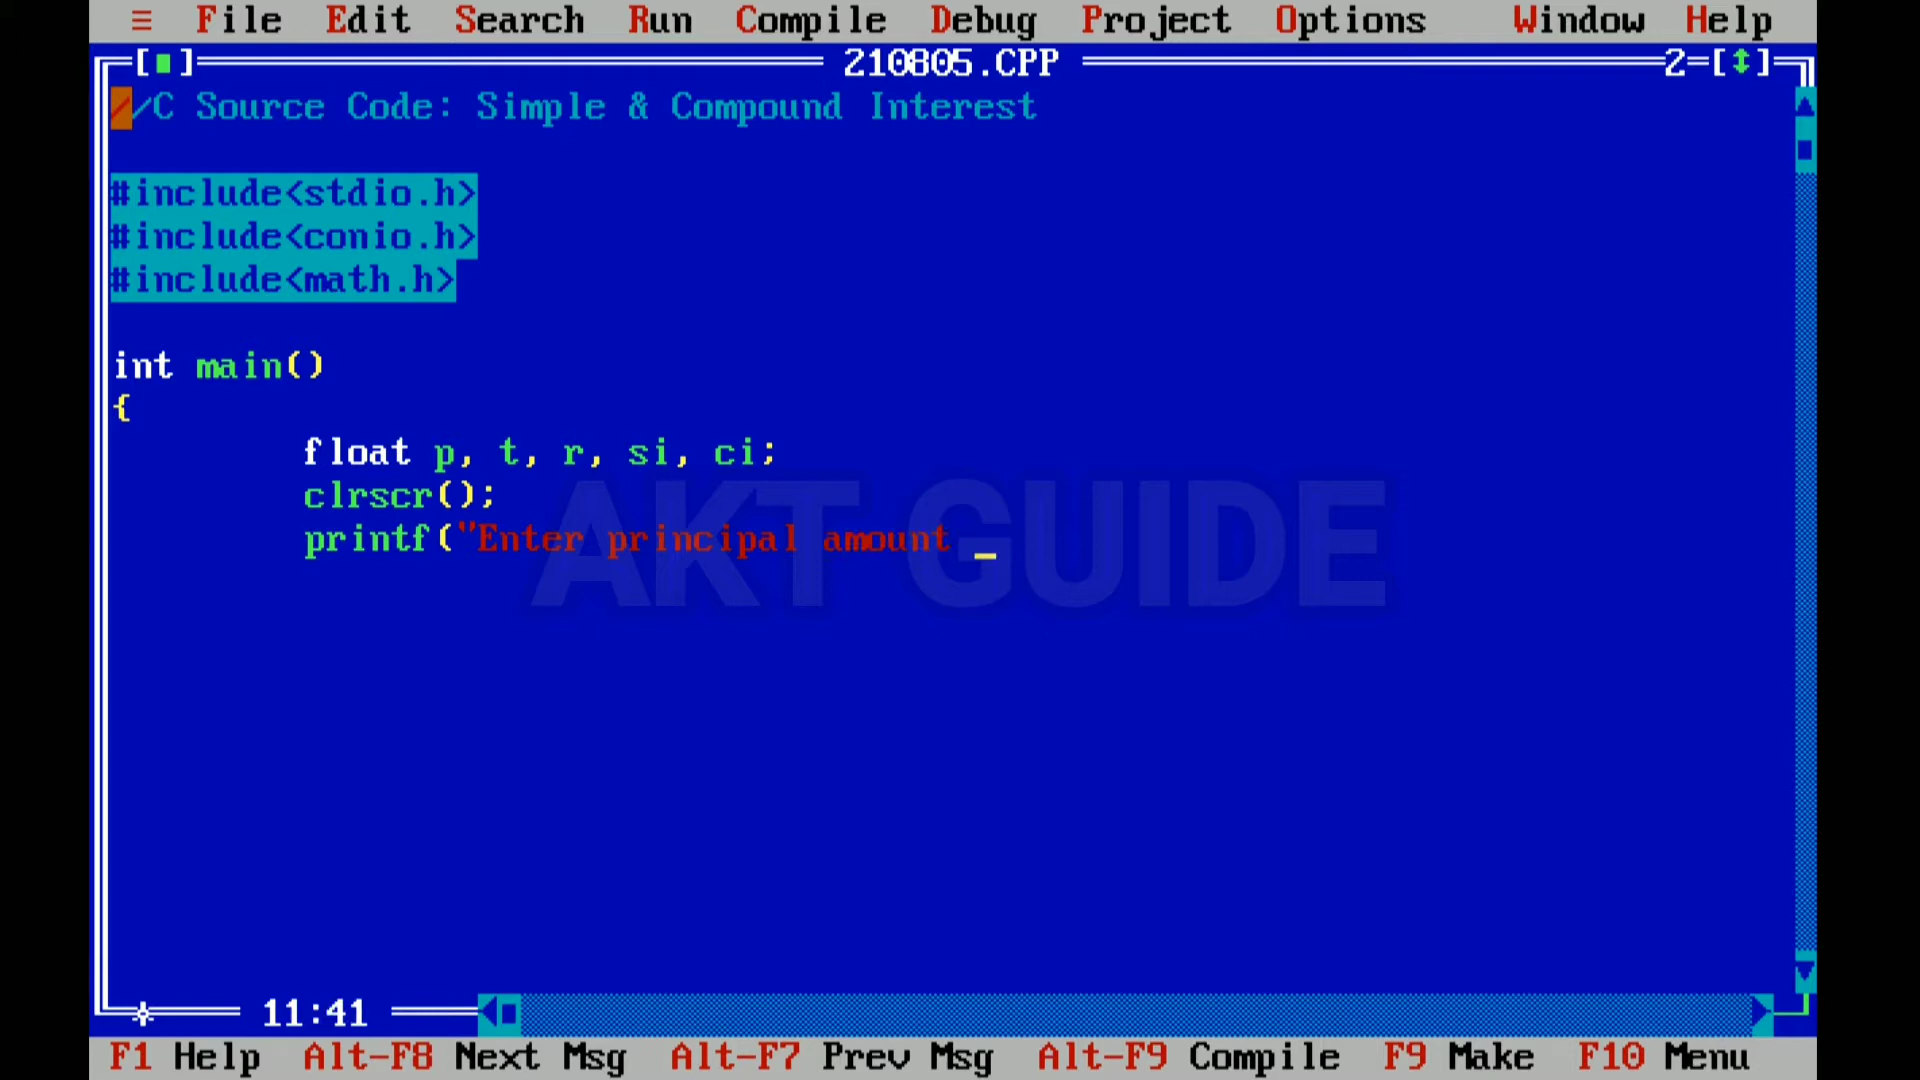 ≡ File Edit Search Run Compile Debug Project Options Window Help
[■] 210805.CPP 2=[↕]
//C Source Code: Simple & Compound Interest
#include<stdio.h>
#include<conio.h>
#include<math.h>
int main()
{
float p, t, r, si, ci;
clrscr();
printf("Enter principal amount _
AKT GUIDE
11:41
F1 Help Alt-F8 Next Msg Alt-F7 Prev Msg Alt-F9 Compile F9 Make F10 Menu